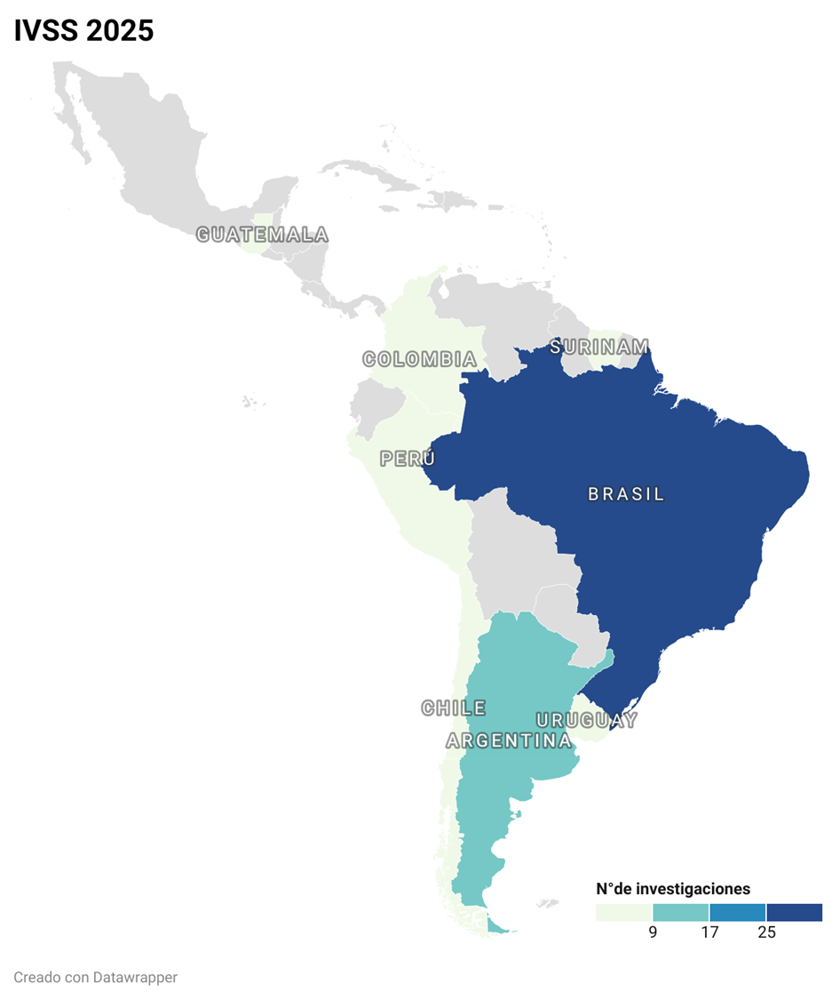 IVSS 2025
GUATEMALA
SURINAM
COLOMBIA
PERÚ
BRASIL
CHILE
URUGUAY
ARGENTINA
N°de investigaciones
9 17 25
Creado con Datawrapper